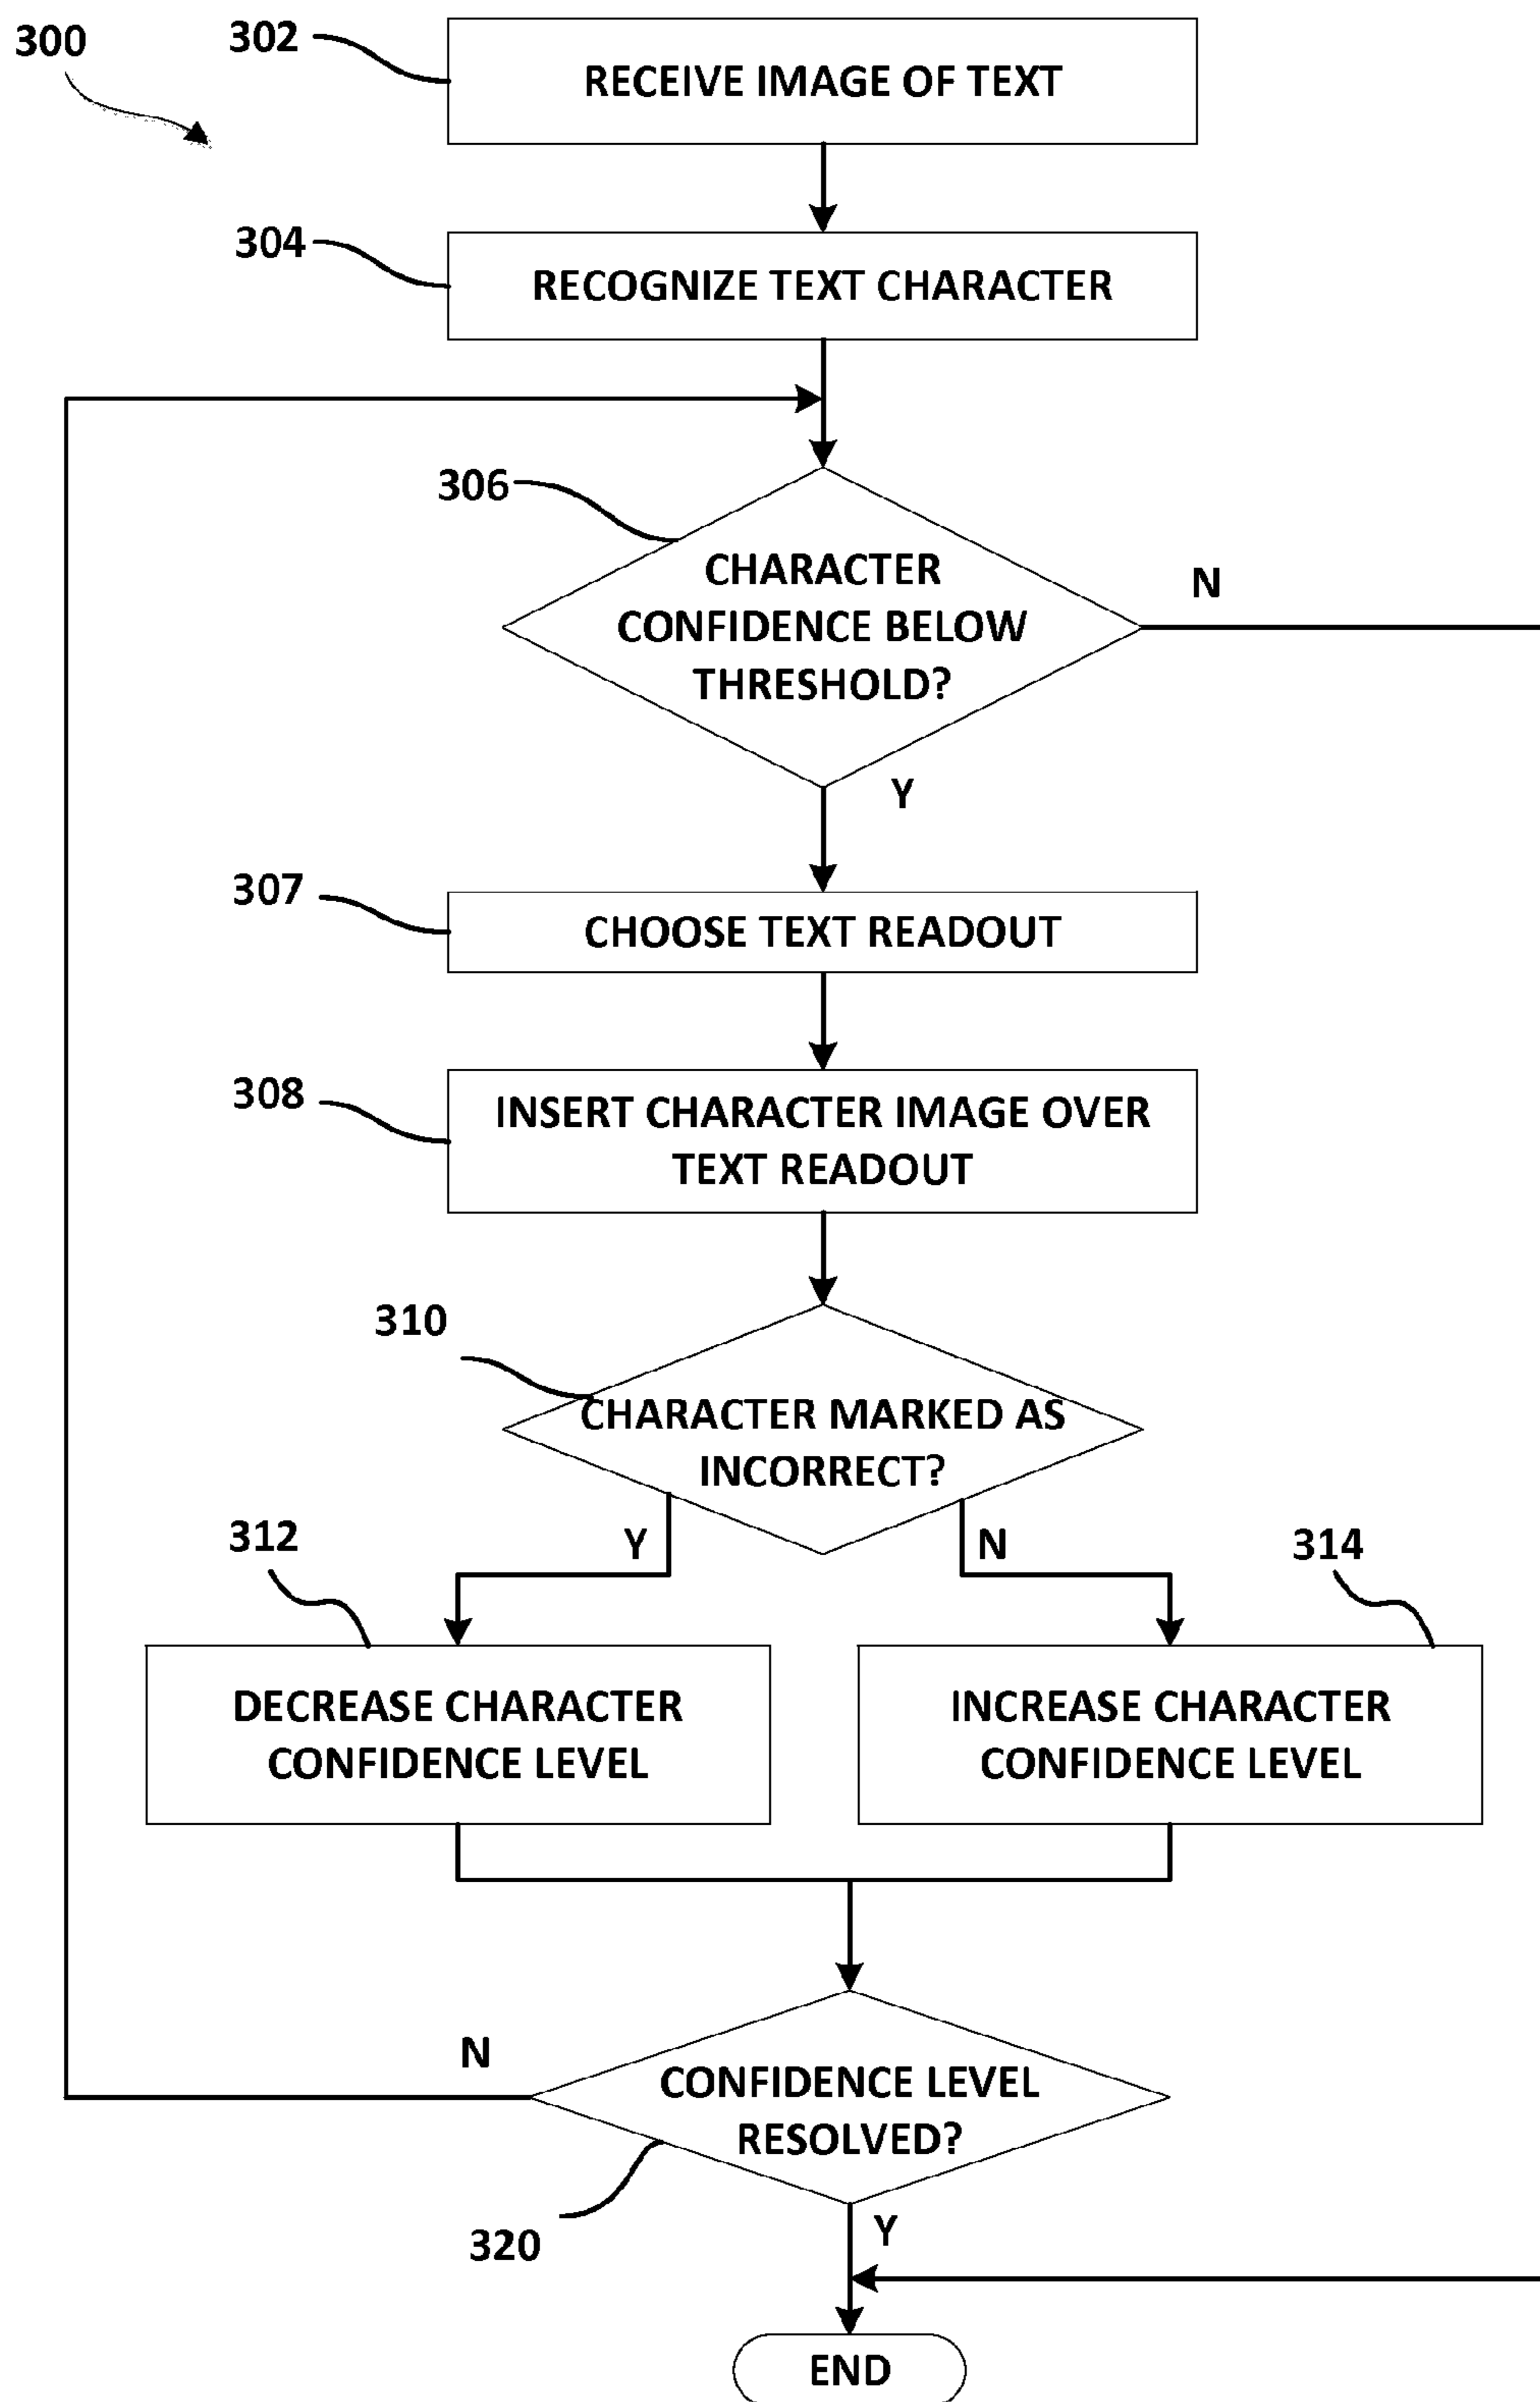 300
302
RECEIVE IMAGE OF TEXT
304
RECOGNIZE TEXT CHARACTER
306
CHARACTER
CONFIDENCE BELOW
THRESHOLD?
N
Y
307
CHOOSE TEXT READOUT
308
INSERT CHARACTER IMAGE OVER
TEXT READOUT
310
CHARACTER MARKED AS
INCORRECT?
Y
N
312
314
DECREASE CHARACTER
CONFIDENCE LEVEL
INCREASE CHARACTER
CONFIDENCE LEVEL
N
CONFIDENCE LEVEL
RESOLVED?
320
Y
END